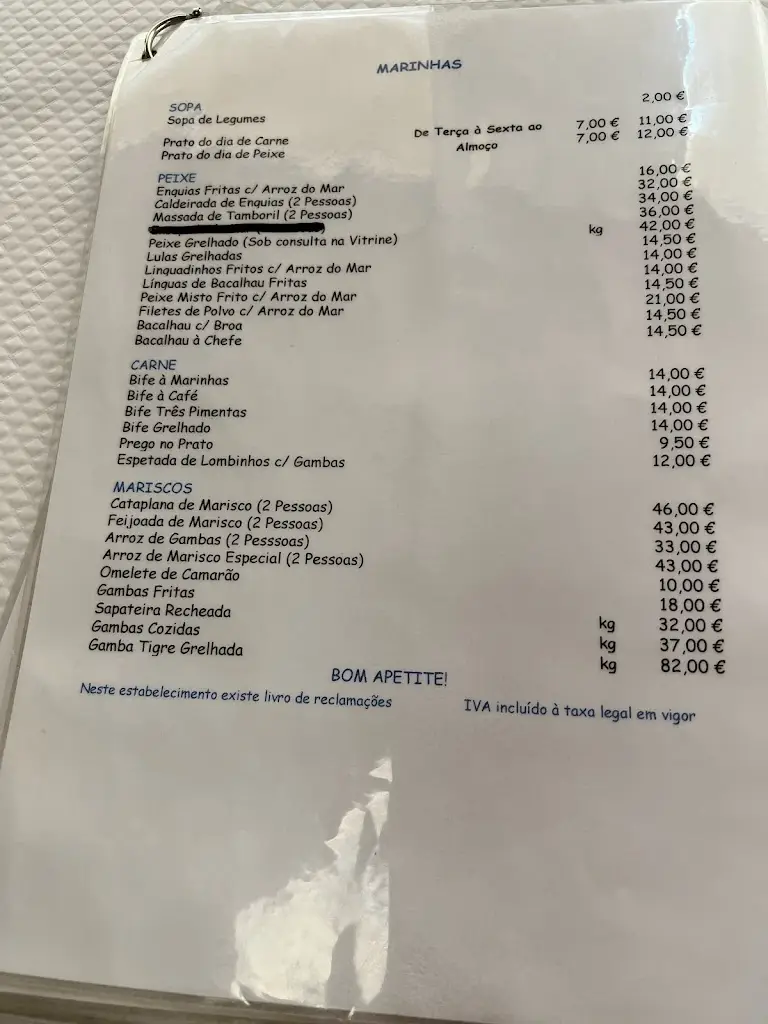 MARINHAS
SOPA
Sopa de Legumes 2,00 €
Prato do dia de Carne De Terça à Sexta ao 7,00 € 11,00 €
Prato do dia de Peixe Almoço 7,00 € 12,00 €
PEIXE
Enquias Fritas c/ Arroz do Mar 16,00 €
Caldeirada de Enquias (2 Pessoas) 32,00 €
Massada de Tamboril (2 Pessoas) 34,00 €
36,00 €
Peixe Grelhado (Sob consulta na Vitrine) kg 42,00 €
Lulas Grelhadas 14,50 €
Linquadinhos Fritos c/ Arroz do Mar 14,00 €
Línguas de Bacalhau Fritas 14,00 €
Peixe Misto Frito c/ Arroz do Mar 14,50 €
Filetes de Polvo c/ Arroz do Mar 21,00 €
Bacalhau c/ Broa 14,50 €
Bacalhau à Chefe 14,50 €
CARNE
Bife à Marinhas 14,00 €
Bife à Café 14,00 €
Bife Três Pimentas 14,00 €
Bife Grelhado 14,00 €
Prego no Prato 9,50 €
Espetada de Lombinhos c/ Gambas 12,00 €
MARISCOS
Cataplana de Marisco (2 Pessoas) 46,00 €
Feijoada de Marisco (2 Pessoas) 43,00 €
Arroz de Gambas (2 Pesssoas) 33,00 €
Arroz de Marisco Especial (2 Pessoas) 43,00 €
Omelete de Camarão 10,00 €
Gambas Fritas 18,00 €
Sapateira Recheada kg 32,00 €
Gambas Cozidas kg 37,00 €
Gamba Tigre Grelhada kg 82,00 €
BOM APETITE!
Neste estabelecimento existe livro de reclamações IVA incluído à taxa legal em vigor